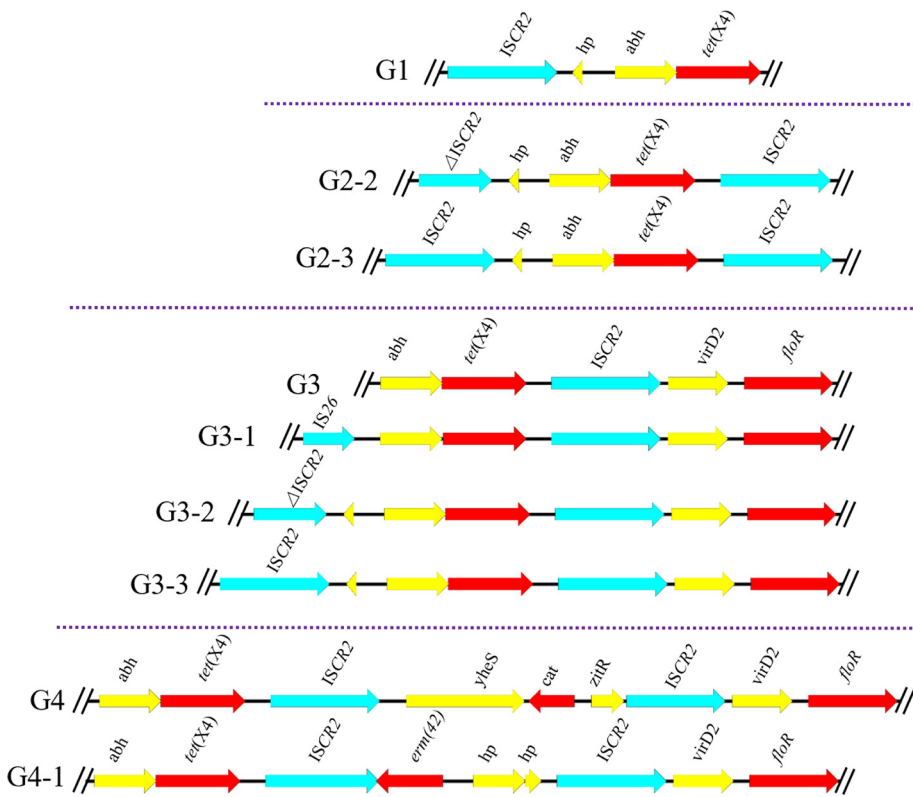 ISCR2 hp abh tet(X4)
G1
ΔISCR2 hp abh tet(X4) ISCR2
G2-2
ISCR2 hp abh tet(X4) ISCR2
G2-3
abh tet(X4) ISCR2 virD2 floR
G3
IS26
G3-1
ΔISCR2
G3-2
ISCR2
G3-3
abh tet(X4) ISCR2 yheS cat zitR ISCR2 virD2 floR
G4
abh tet(X4) ISCR2 erm(42) hp hp ISCR2 virD2 floR
G4-1